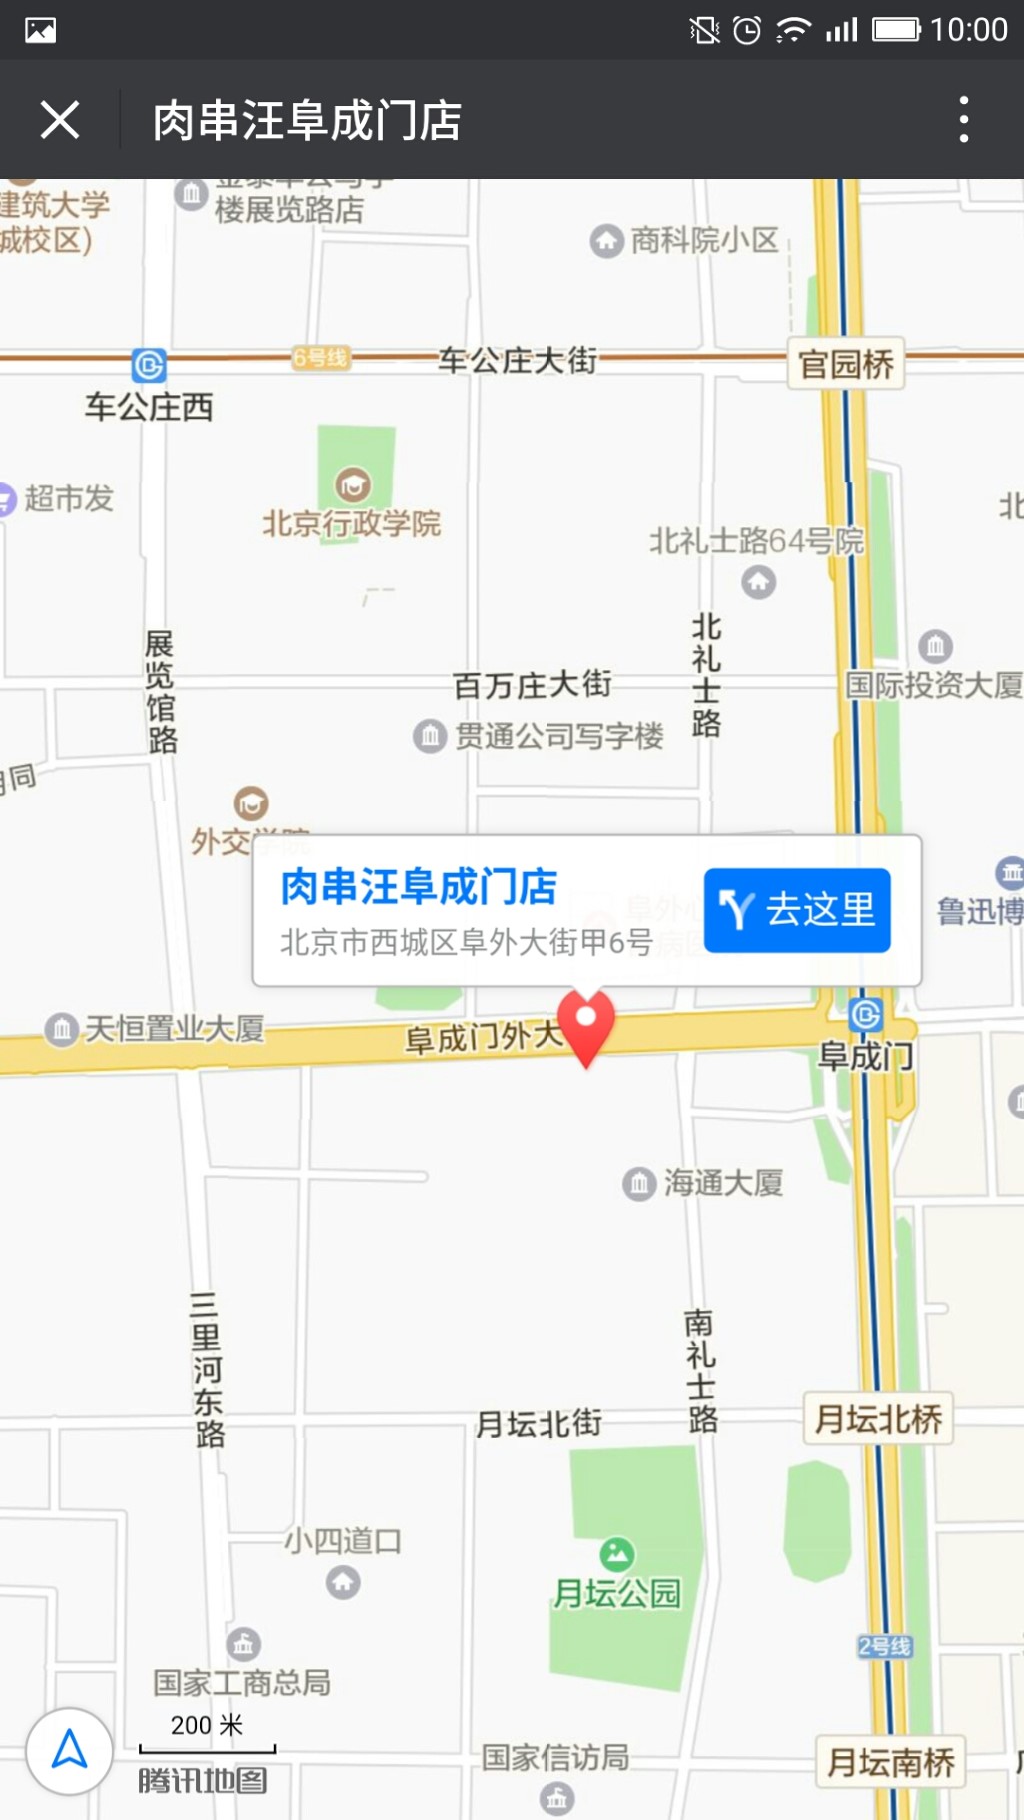 10:00
肉串汪阜成门店
建筑大学
城校区)
楼展览路店
商科院小区
6号线
车公庄大街
官园桥
车公庄西
超市发
北京行政学院
北礼士路64号院
北
展览馆路
北礼士路
百万庄大街
国际投资大厦
贯通公司写字楼
外交学院
肉串汪阜成门店
北京市西城区阜外大街甲6号
去这里
鲁迅博
天恒置业大厦
阜成门外大
阜成门
海通大厦
三里河东路
南礼士路
月坛北街
月坛北桥
小四道口
月坛公园
2号线
国家工商总局
200 米
腾讯地图
国家信访局
月坛南桥